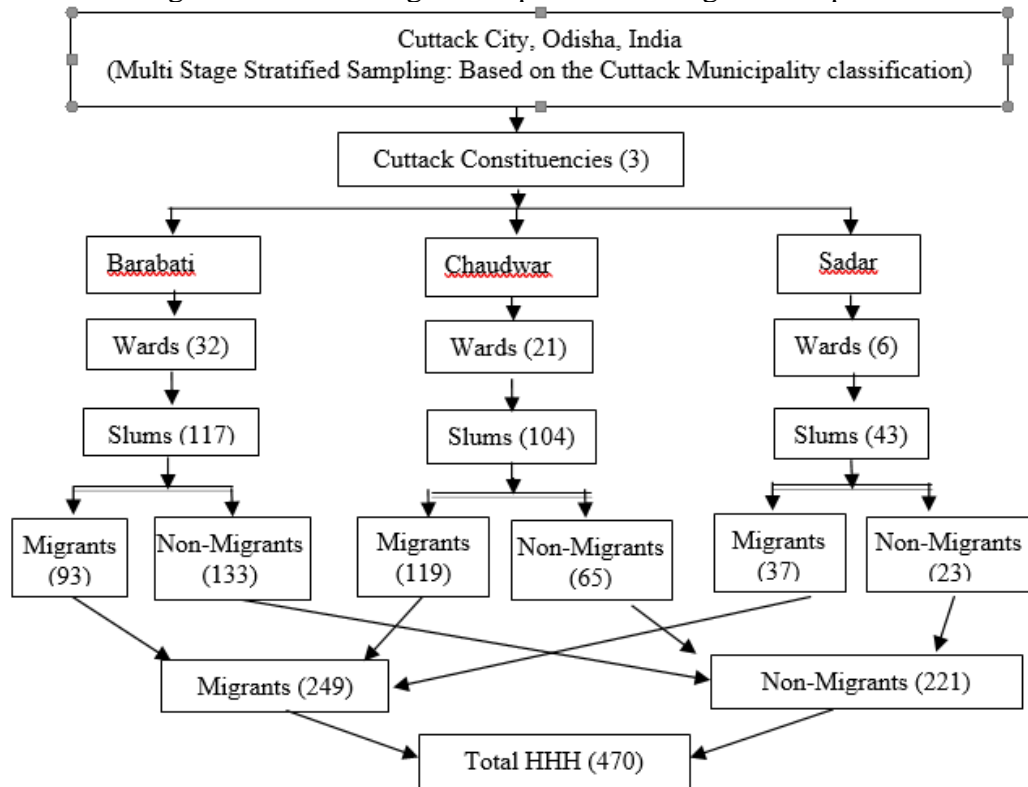 Cuttack City, Odisha, India
(Multi Stage Stratified Sampling: Based on the Cuttack Municipality classification)
Cuttack Constituencies (3)
Barabati
Chaudwar
Sadar
Wards (32)
Wards (21)
Wards (6)
Slums (117)
Slums (104)
Slums (43)
Migrants
(93)
Non-Migrants
(133)
Migrants
(119)
Non-Migrants
(65)
Migrants
(37)
Non-Migrants
(23)
Migrants (249)
Non-Migrants (221)
Total HHH (470)